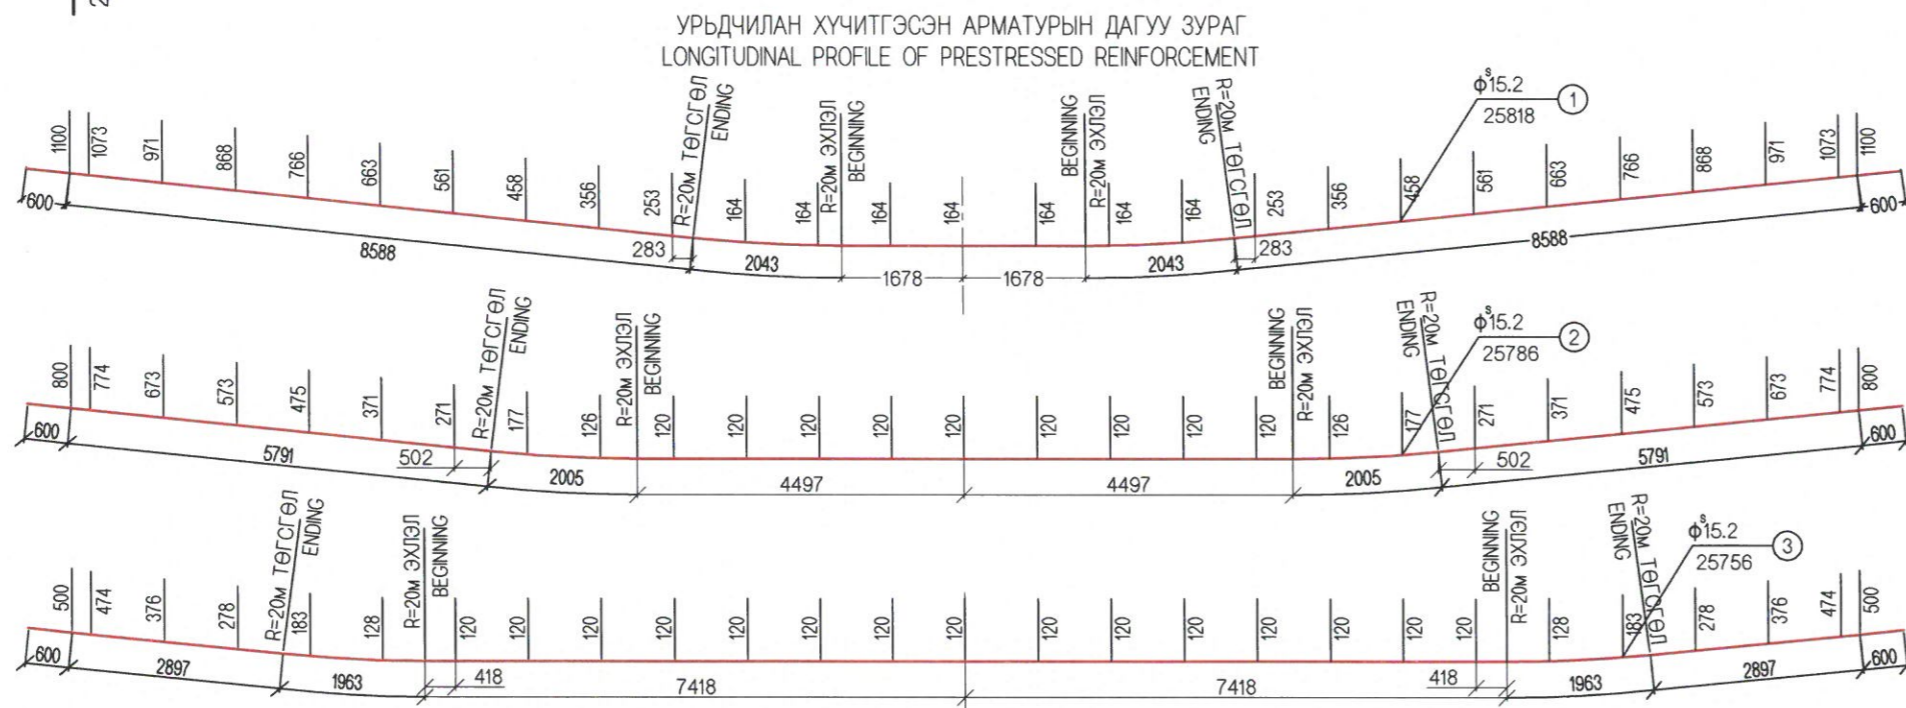 2
УРЬДЧИЛАН ХҮЧИТГЭСЭН АРМАТУРЫН ДАГУУ ЗУРАГ
LONGITUDINAL PROFILE OF PRESTRESSED REINFORCEMENT
1100 1073 971 868 766 663 561 458 356 253 R=20м ТӨГСГӨЛ ENDING 164 164 R=20м ЭХЛЭЛ BEGINNING 164 164 164 BEGINNING R=20м ЭХЛЭЛ 164 164 R=20м ТӨГСГӨЛ ENDING 253 356 458 561 663 766 868 971 1073 1100
ϕˢ15.2 1
25818
600 8588 283 2043 1678 1678 2043 283 8588 600
800 774 673 573 475 371 271 R=20м ТӨГСГӨЛ ENDING 177 126 R=20м ЭХЛЭЛ BEGINNING 120 120 120 120 120 120 120 120 120 BEGINNING R=20м ЭХЛЭЛ 126 177 R=20м ТӨГСГӨЛ ENDING 271 371 475 573 673 774 800
ϕˢ15.2 2
25786
600 5791 502 2005 4497 4497 2005 502 5791 600
500 474 376 278 R=20м ТӨГСГӨЛ ENDING 183 128 R=20м ЭХЛЭЛ BEGINNING 120 120 120 120 120 120 120 120 120 120 120 120 120 120 120 BEGINNING R=20м ЭХЛЭЛ 128 183 R=20м ТӨГСГӨЛ ENDING 278 376 474 500
ϕˢ15.2 3
25756
600 2897 1963 418 7418 7418 418 1963 2897 600